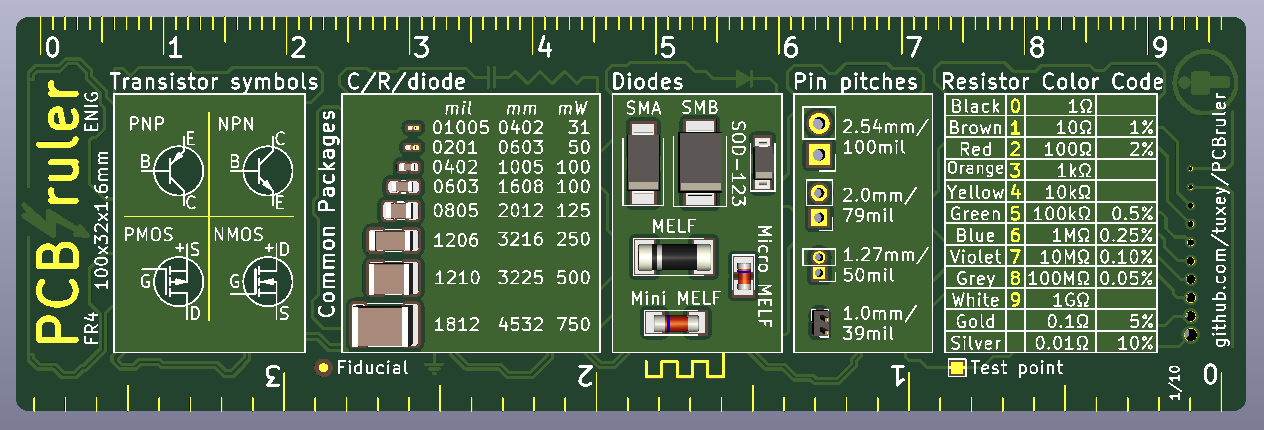 0 1 2 3 4 5 6 7 8 9
PCB ruler
ENIG
FR4
100x32x1.6mm
Transistor symbols
PNP NPN
E C
B B
C E
PMOS NMOS
+ S + D
G G
D S
C/R/diode
Common Packages
mil mm mW
01005 0402 31
0201 0603 50
0402 1005 100
0603 1608 100
0805 2012 125
1206 3216 250
1210 3225 500
1812 4532 750
Diodes
SMA SMB
SOD-123
MELF
Micro MELF
Mini MELF
Pin pitches
2.54mm/
100mil
2.0mm/
79mil
1.27mm/
50mil
1.0mm/
39mil
Resistor Color Code
Black 0 1Ω
Brown 1 10Ω 1%
Red 2 100Ω 2%
Orange 3 1kΩ
Yellow 4 10kΩ
Green 5 100kΩ 0.5%
Blue 6 1MΩ 0.25%
Violet 7 10MΩ 0.10%
Grey 8 100MΩ 0.05%
White 9 1GΩ
Gold 0.1Ω 5%
Silver 0.01Ω 10%
github.com/tuxey/PCBruler
Fiducial
Test point
1/10
3 2 1 0